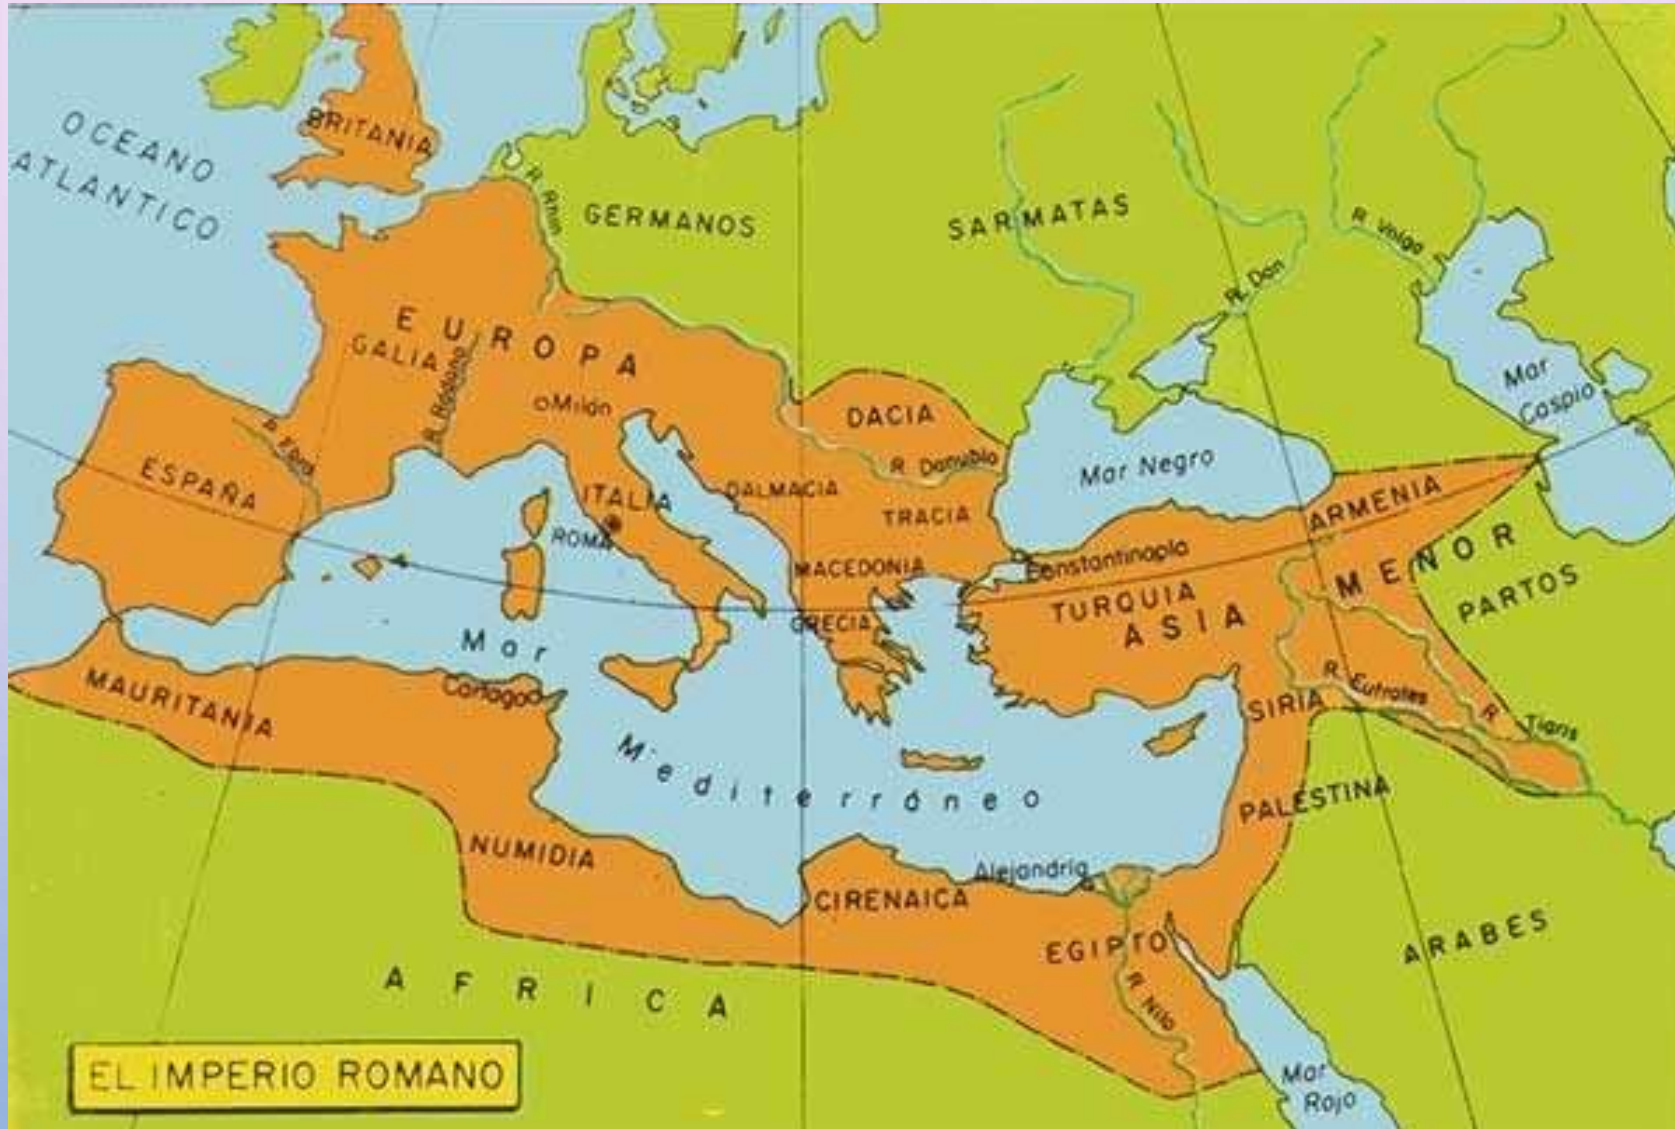 OCEANO
ATLANTICO
BRITANIA
R. Rhin
GERMANOS
SARMATAS
R. Volga
R. Don
EUROPA
GALIA
R. Ródano
Milán
DACIA
Mar
Caspio
Mar Negro
R. Danubio
R. Ebro
ESPAÑA
ITALIA
DALMACIA
TRACIA
ARMENIA
ROMA
MACEDONIA
Constantinopla
MENOR
PARTOS
TURQUIA
ASIA
GRECIA
Mar
Mediterráneo
MAURITANIA
Cartago
SIRIA
R. Eufrates
R. Tigris
PALESTINA
NUMIDIA
Alejandría
CIRENAICA
EGIPTO
R. Nilo
ARABES
AFRICA
Mar
Rojo
EL IMPERIO ROMANO